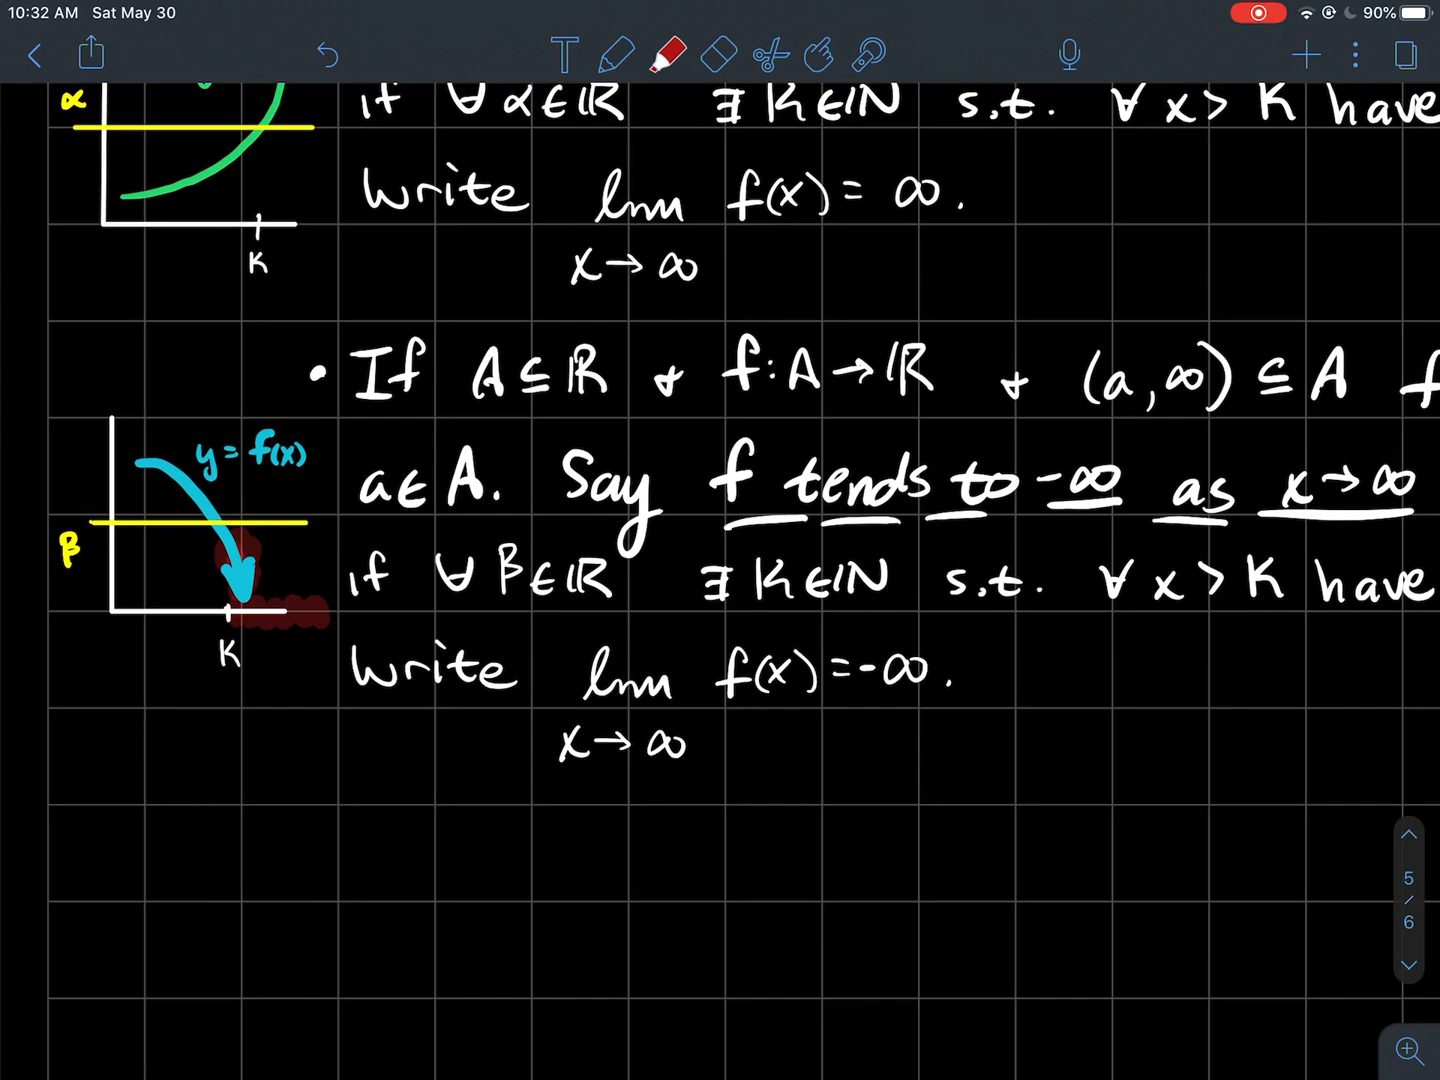 10:32 AM Sat May 30 90%
T
α
if ∀ α∈ℝ ∃ K∈ℕ s.t. ∀ x > K have
Write lim f(x) = ∞.
x→∞
K
• If A⊆ℝ & f: A→ℝ & (a,∞) ⊆ A f
y = f(x)
a∈A. Say f tends to -∞ as x→∞
β
if ∀ β∈ℝ ∃ K∈ℕ s.t. ∀ x > K have
K
Write lim f(x) = -∞.
x→∞
5
/
6